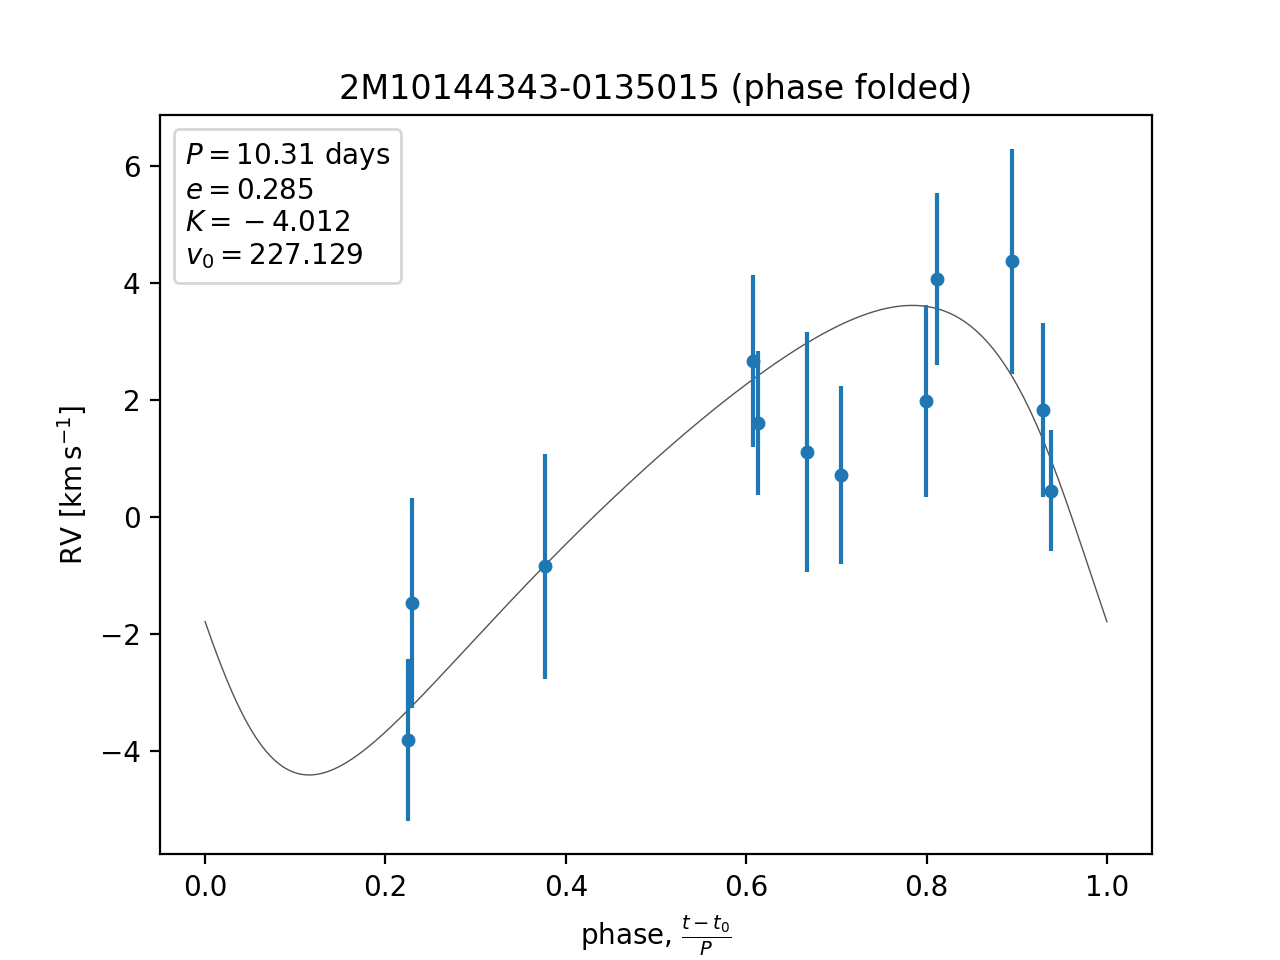 2M10144343-0135015 (phase folded)
P = 10.31 days
e = 0.285
K = −4.012
v₀ = 227.129
6
4
2
0
−2
−4
RV [km s⁻¹]
0.0 0.2 0.4 0.6 0.8 1.0
phase, (t − t₀)/P